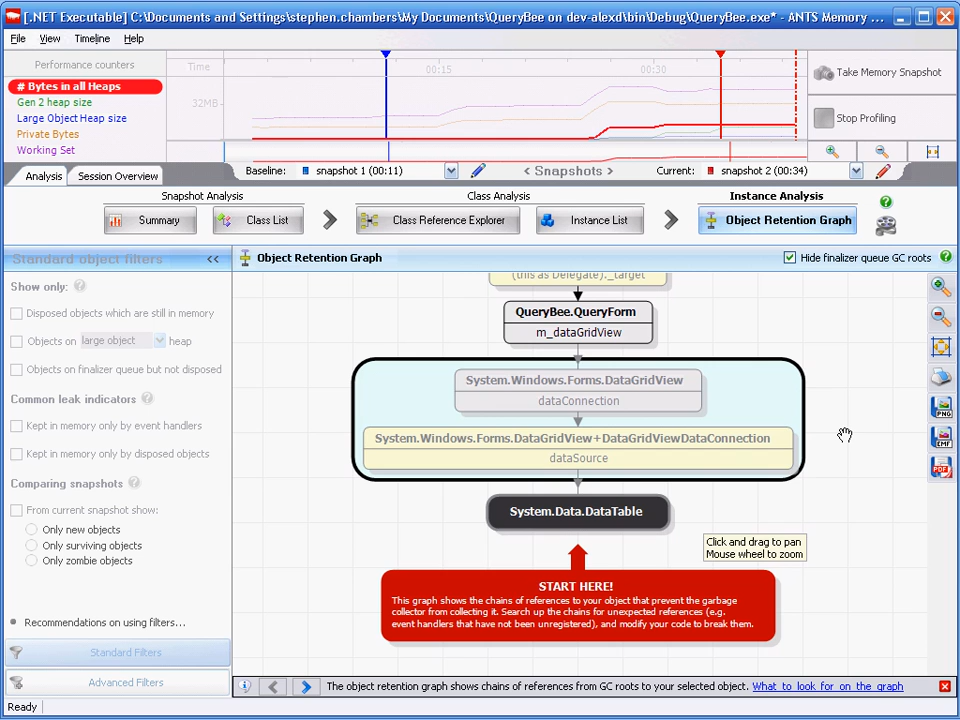 [.NET Executable] C:\Documents and Settings\stephen.chambers\My Documents\QueryBee on dev-alexd\bin\Debug\QueryBee.exe* - ANTS Memory ...
File View Timeline Help
Performance counters
# Bytes in all Heaps
Gen 2 heap size
Large Object Heap size
Private Bytes
Working Set
Time
00:15
00:30
32MB
Take Memory Snapshot
Stop Profiling
Analysis
Session Overview
Baseline:
snapshot 1 (00:11)
< Snapshots >
Current:
snapshot 2 (00:34)
Snapshot Analysis
Class Analysis
Instance Analysis
Summary
Class List
Class Reference Explorer
Instance List
Object Retention Graph
Standard object filters
<<
Object Retention Graph
Hide finalizer queue GC roots
Show only:
Disposed objects which are still in memory
Objects on large object heap
Objects on finalizer queue but not disposed
Common leak indicators
Kept in memory only by event handlers
Kept in memory only by disposed objects
Comparing snapshots
From current snapshot show:
Only new objects
Only surviving objects
Only zombie objects
Recommendations on using filters...
Standard Filters
Advanced Filters
(this as Delegate)._target
QueryBee.QueryForm
m_dataGridView
System.Windows.Forms.DataGridView
dataConnection
System.Windows.Forms.DataGridView+DataGridViewDataConnection
dataSource
System.Data.DataTable
Click and drag to pan
Mouse wheel to zoom
START HERE!
This graph shows the chains of references to your object that prevent the garbage
collector from collecting it. Search up the chains for unexpected references (e.g.
event handlers that have not been unregistered), and modify your code to break them.
PNG
EMF
PDF
The object retention graph shows chains of references from GC roots to your selected object. What to look for on the graph
Ready